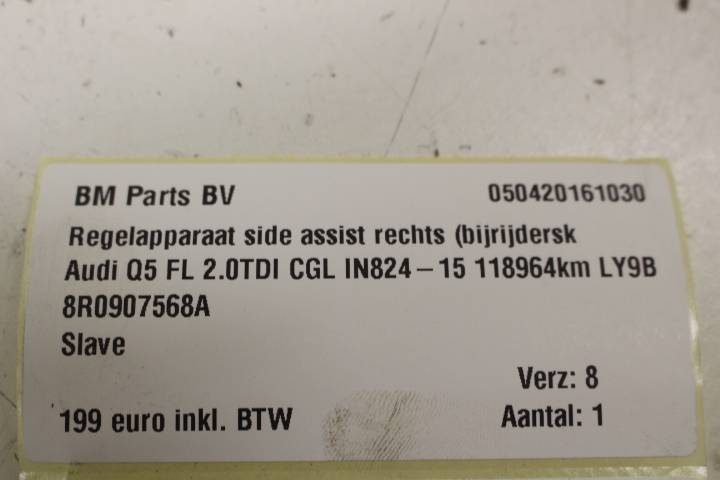 BM Parts BV 050420161030
Regelapparaat side assist rechts (bijrijdersk
Audi Q5 FL 2.0TDI CGL IN824-15 118964km LY9B
8R0907568A
Slave
Verz: 8
199 euro inkl. BTW Aantal: 1